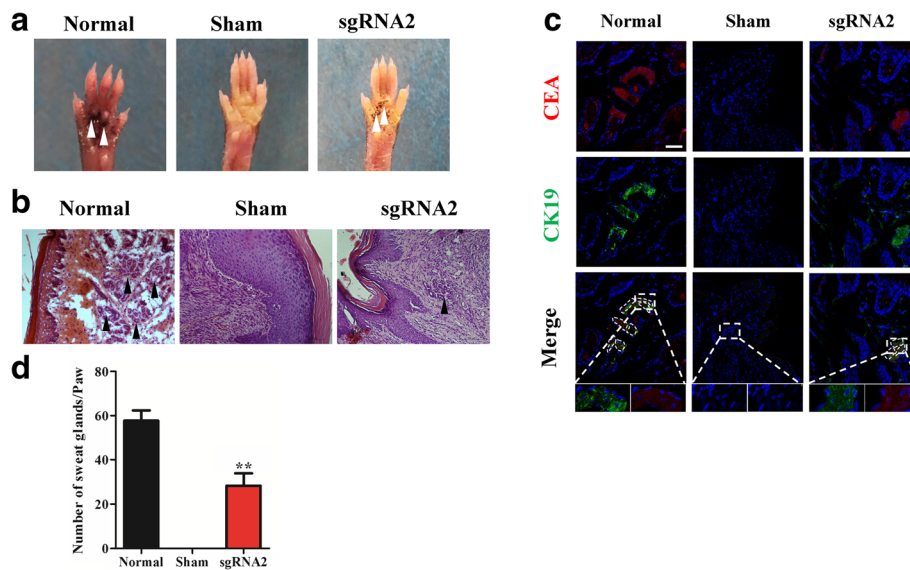 a
Normal Sham sgRNA2
b
Normal Sham sgRNA2
c
Normal Sham sgRNA2
CEA
CK19
Merge
d
Number of sweat glands/Paw
80
60
40
20
0
**
Normal Sham sgRNA2